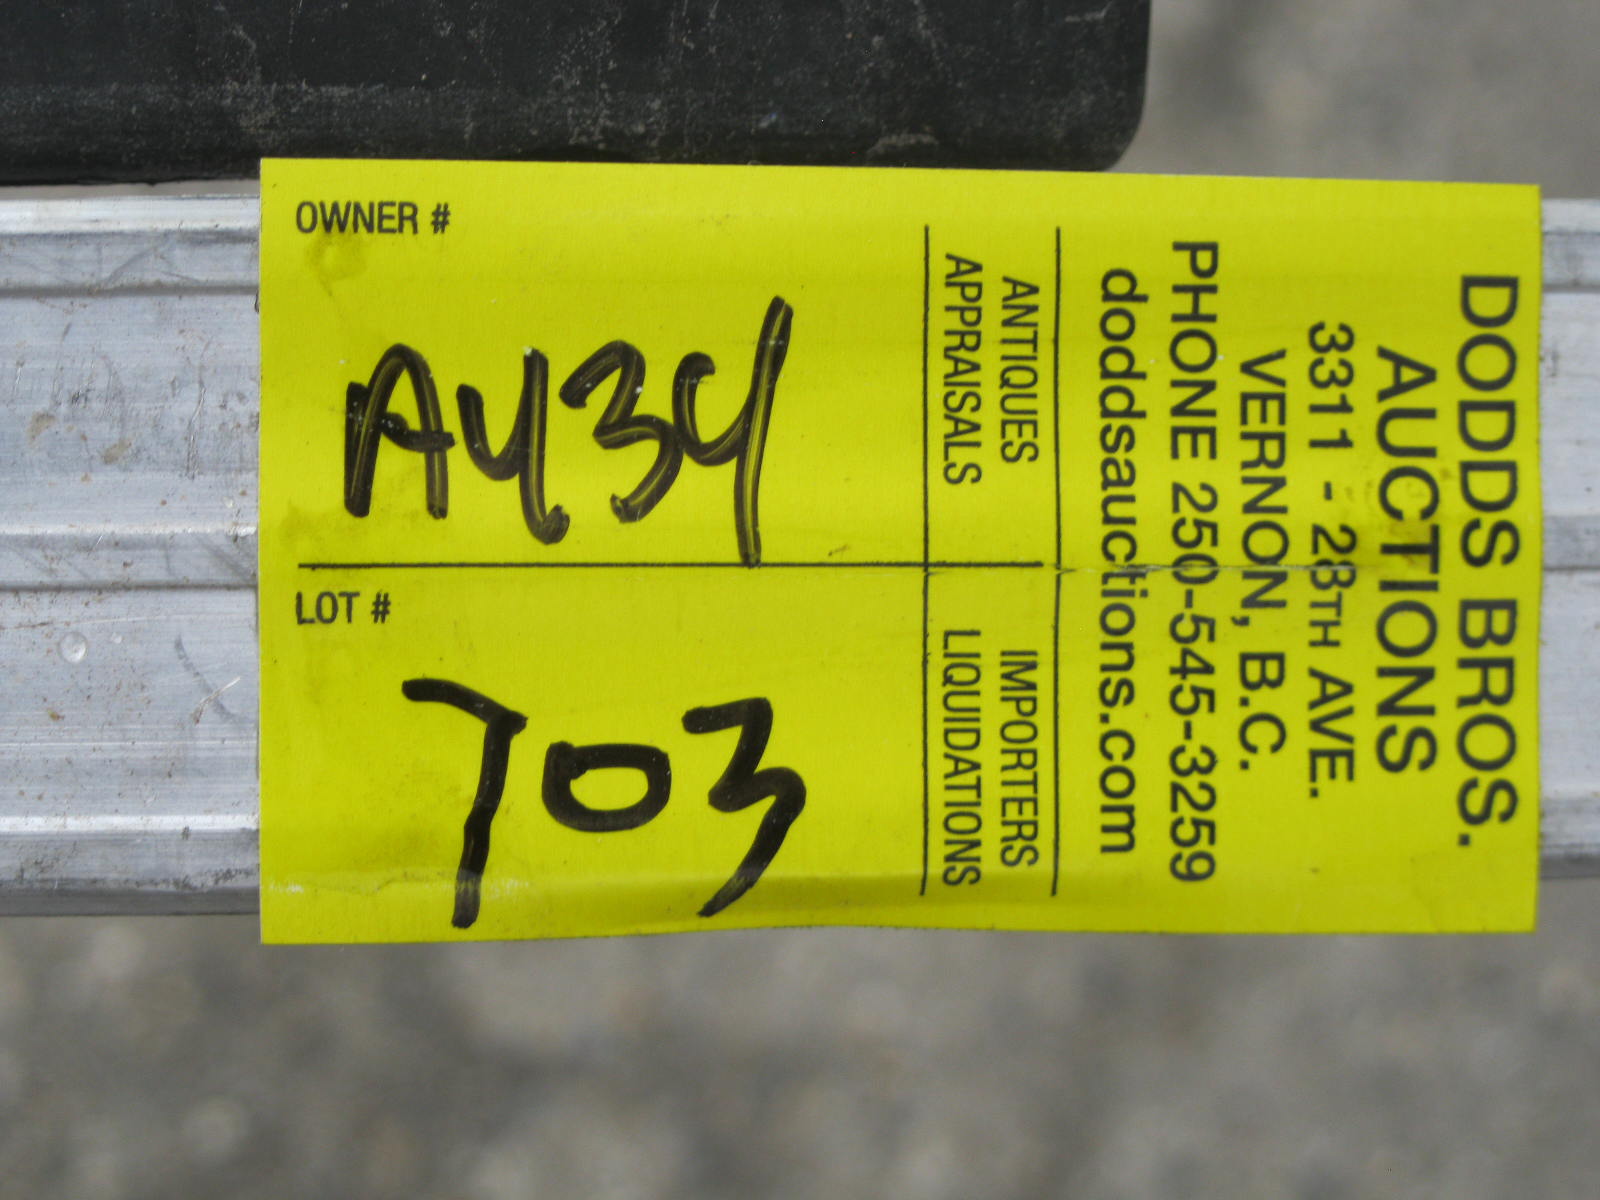 OWNER #
A434
LOT #
703
DODDS BROS.
AUCTIONS
3311 - 28TH AVE.
VERNON, B.C.
PHONE 250-545-3259
doddsauctions.com
ANTIQUES IMPORTERS
APPRAISALS LIQUIDATIONS